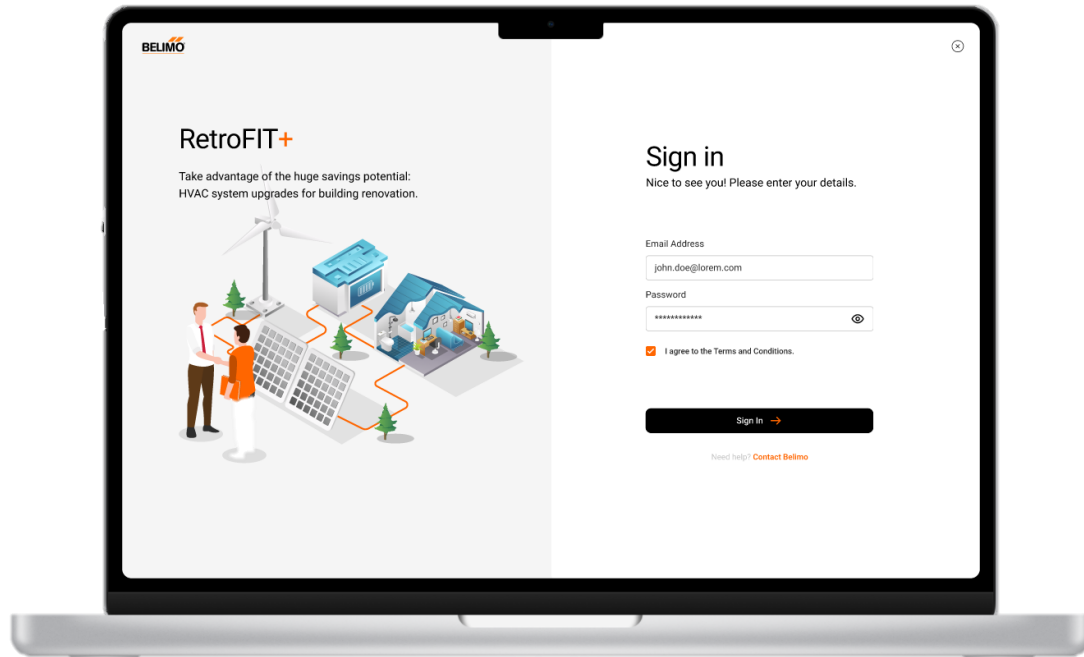 BELIMO
RetroFIT+
Take advantage of the huge savings potential:
HVAC system upgrades for building renovation.
Sign in
Nice to see you! Please enter your details.
Email Address
john.doe@lorem.com
Password
************
I agree to the Terms and Conditions.
Sign In →
Need help? Contact Belimo